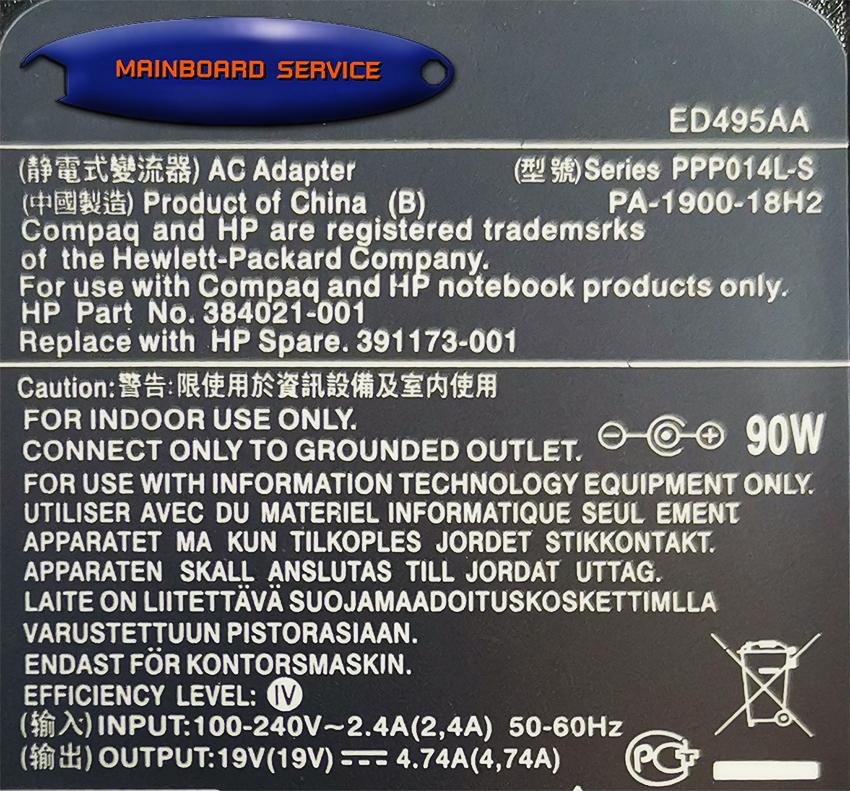 MAINBOARD SERVICE
ED495AA
(靜電式變流器) AC Adapter (型號)Series PPP014L-S
(中國製造) Product of China (B) PA-1900-18H2
Compaq and HP are registered trademsrks
of the Hewlett-Packard Company.
For use with Compaq and HP notebook products only.
HP Part No. 384021-001
Replace with HP Spare. 391173-001
Caution:警告:限使用於資訊設備及室內使用
FOR INDOOR USE ONLY.
CONNECT ONLY TO GROUNDED OUTLET. 90W
FOR USE WITH INFORMATION TECHNOLOGY EQUIPMENT ONLY.
UTILISER AVEC DU MATERIEL INFORMATIQUE SEUL EMENT
APPARATET MA KUN TILKOPLES JORDET STIKKONTAKT.
APPARATEN SKALL ANSLUTAS TILL JORDAT UTTAG.
LAITE ON LIITETTÄVÄ SUOJAMAADOITUSKOSKETTIMLLA
VARUSTETTUUN PISTORASIAAN.
ENDAST FÖR KONTORSMASKIN.
EFFICIENCY LEVEL: IV
(输入) INPUT:100-240V~2.4A(2,4A) 50-60Hz
(输出) OUTPUT:19V(19V) ⎓ 4.74A(4,74A)
PCT